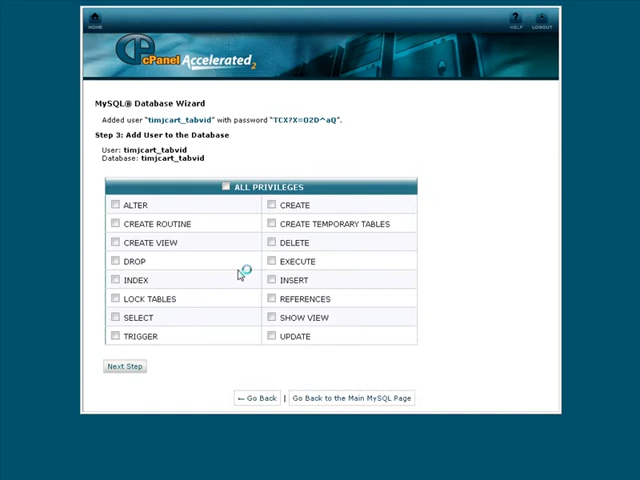 HOME
HELP LOGOUT
CP
cPanel Accelerated2
MySQL® Database Wizard
Added user "timjcart_tabvid" with password "TCX?X=O2D^aQ".
Step 3: Add User to the Database
User: timjcart_tabvid
Database: timjcart_tabvid
ALL PRIVILEGES
ALTER CREATE
CREATE ROUTINE CREATE TEMPORARY TABLES
CREATE VIEW DELETE
DROP EXECUTE
INDEX INSERT
LOCK TABLES REFERENCES
SELECT SHOW VIEW
TRIGGER UPDATE
Next Step
← Go Back | Go Back to the Main MySQL Page